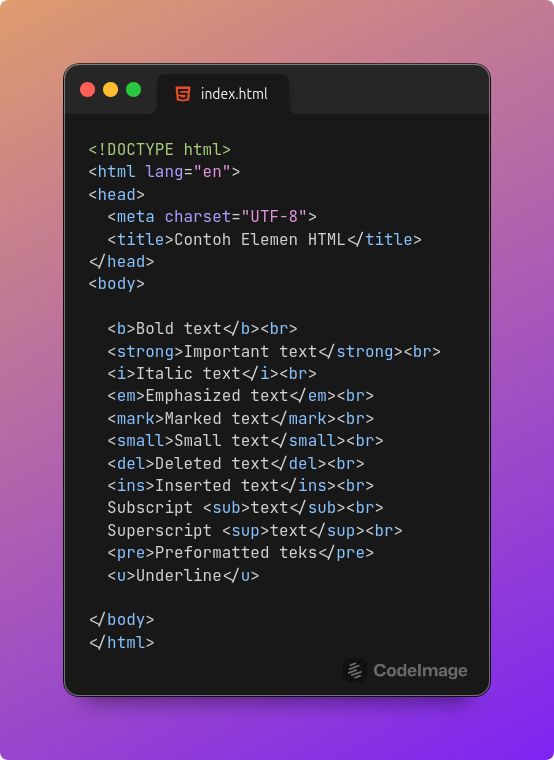 index.html
<!DOCTYPE html>
<html lang="en">
<head>
  <meta charset="UTF-8">
  <title>Contoh Elemen HTML</title>
</head>
<body>

  <b>Bold text</b><br>
  <strong>Important text</strong><br>
  <i>Italic text</i><br>
  <em>Emphasized text</em><br>
  <mark>Marked text</mark><br>
  <small>Small text</small><br>
  <del>Deleted text</del><br>
  <ins>Inserted text</ins><br>
  Subscript <sub>text</sub><br>
  Superscript <sup>text</sup><br>
  <pre>Preformatted teks</pre>
  <u>Underline</u>

</body>
</html>
CodeImage